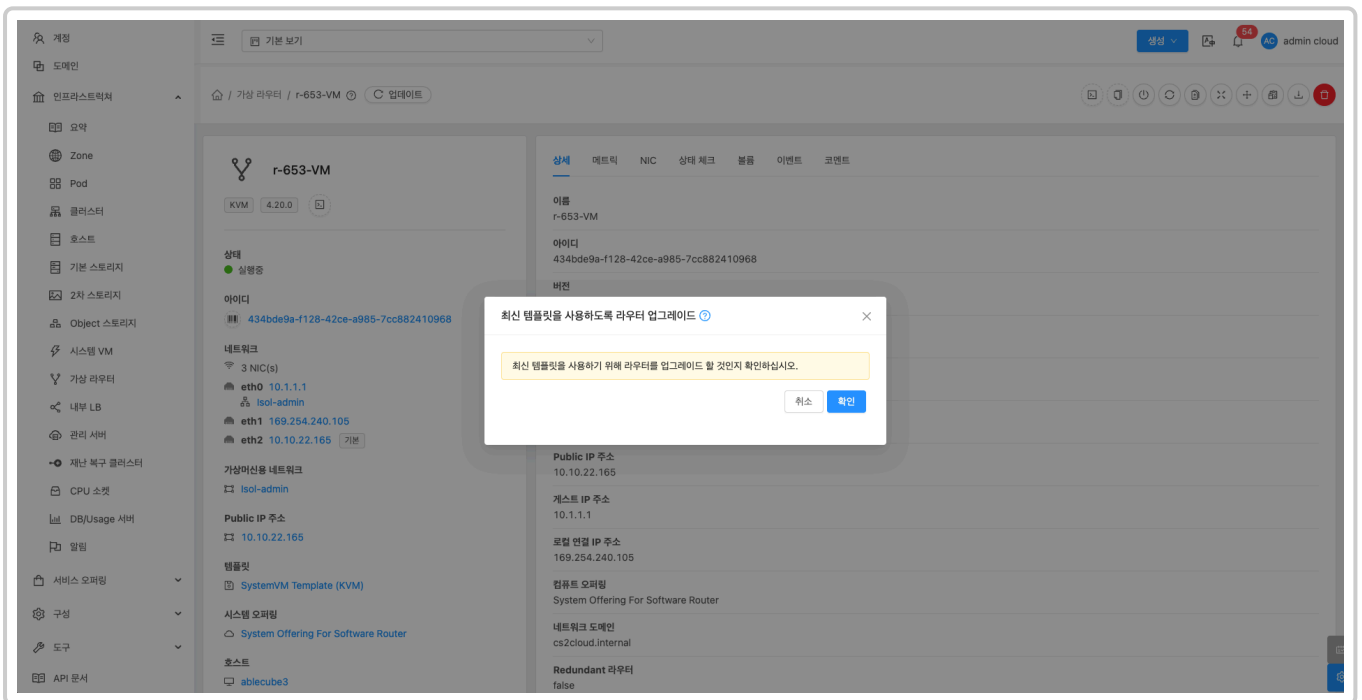 계정
도메인
인프라스트럭쳐
요약
Zone
Pod
클러스터
호스트
기본 스토리지
2차 스토리지
Object 스토리지
시스템 VM
가상 라우터
내부 LB
관리 서버
재난 복구 클러스터
CPU 소켓
DB/Usage 서버
알림
서비스 오퍼링
구성
도구
API 문서
기본 보기
생성
54
AC admin cloud
/ 가상 라우터 / r-653-VM 업데이트
r-653-VM
KVM 4.20.0
상태
실행중
아이디
434bde9a-f128-42ce-a985-7cc882410968
네트워크
3 NIC(s)
eth0 10.1.1.1
Isol-admin
eth1 169.254.240.105
eth2 10.10.22.165 기본
가상머신용 네트워크
Isol-admin
Public IP 주소
10.10.22.165
템플릿
SystemVM Template (KVM)
시스템 오퍼링
System Offering For Software Router
호스트
ablecube3
상세 메트릭 NIC 상태 체크 볼륨 이벤트 코멘트
이름
r-653-VM
아이디
434bde9a-f128-42ce-a985-7cc882410968
버전
최신 템플릿을 사용하도록 라우터 업그레이드
최신 템플릿을 사용하기 위해 라우터를 업그레이드 할 것인지 확인하십시오.
취소 확인
Public IP 주소
10.10.22.165
게스트 IP 주소
10.1.1.1
로컬 연결 IP 주소
169.254.240.105
컴퓨트 오퍼링
System Offering For Software Router
네트워크 도메인
cs2cloud.internal
Redundant 라우터
false